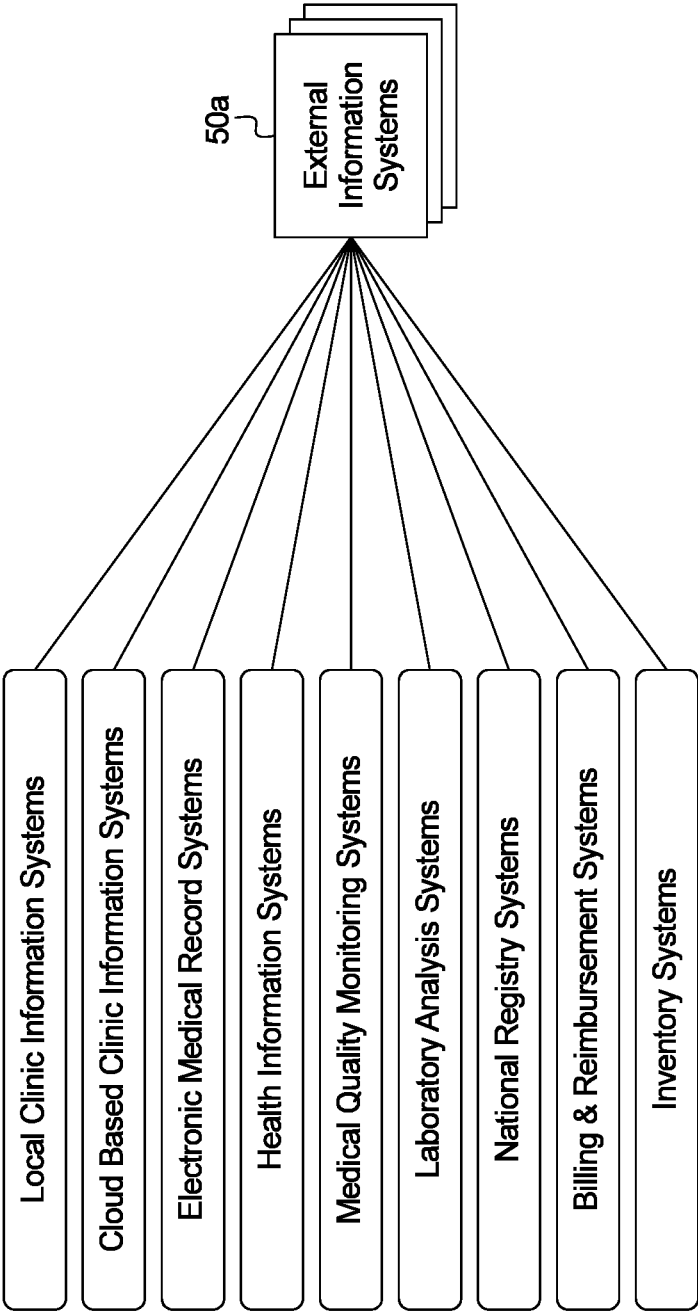 50a
External
Information
Systems
Local Clinic Information Systems
Cloud Based Clinic Information Systems
Electronic Medical Record Systems
Health Information Systems
Medical Quality Monitoring Systems
Laboratory Analysis Systems
National Registry Systems
Billing & Reimbursement Systems
Inventory Systems